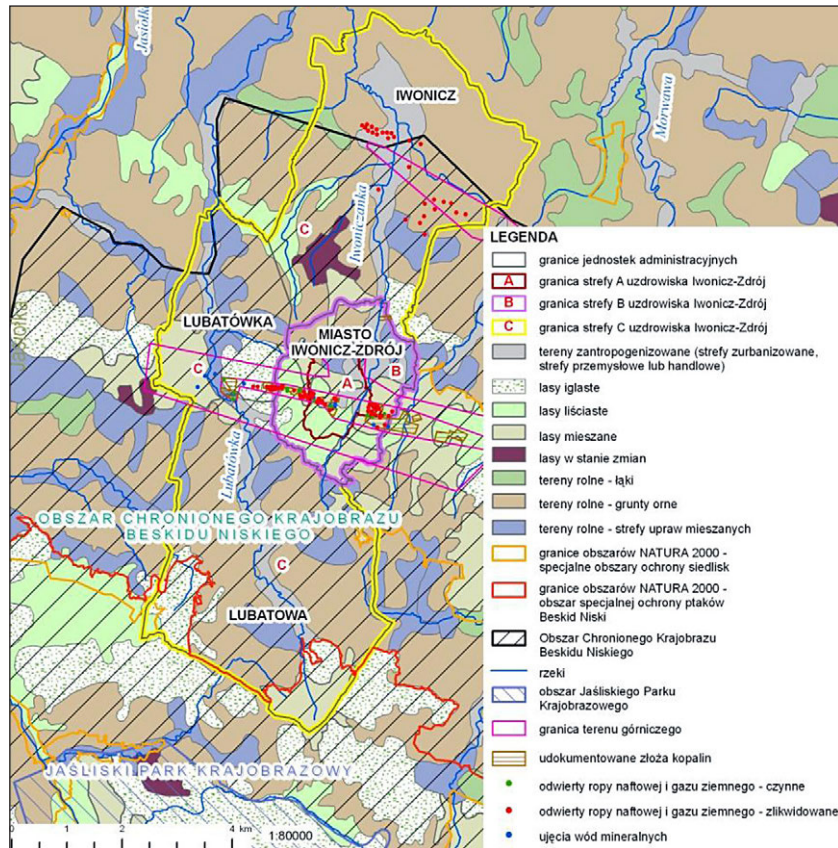 Jasiołka
IWONICZ
Morwawa
C
Iwoniczanka
LUBATÓWKA
MIASTO
IWONICZ-ZDRÓJ
C
A
B
Lubatówka
OBSZAR CHRONIONEGO KRAJOBRAZU
BESKIDU NISKIEGO
C
LUBATOWA
JAŚLISKI PARK KRAJOBRAZOWY
0 1 2 4 km
1:80000
LEGENDA
granice jednostek administracyjnych
A granica strefy A uzdrowiska Iwonicz-Zdrój
B granica strefy B uzdrowiska Iwonicz-Zdrój
C granica strefy C uzdrowiska Iwonicz-Zdrój
tereny zantropogenizowane (strefy zurbanizowane,
strefy przemysłowe lub handlowe)
lasy iglaste
lasy liściaste
lasy mieszane
lasy w stanie zmian
tereny rolne - łąki
tereny rolne - grunty orne
tereny rolne - strefy upraw mieszanych
granice obszarów NATURA 2000 -
specjalne obszary ochrony siedlisk
granice obszarów NATURA 2000 -
obszar specjalnej ochrony ptaków
Beskid Niski
Obszar Chronionego Krajobrazu
Beskidu Niskiego
rzeki
obszar Jaśliskiego Parku
Krajobrazowego
granica terenu górniczego
udokumentowane złoża kopalin
odwierty ropy naftowej i gazu ziemnego - czynne
odwierty ropy naftowej i gazu ziemnego - zlikwidowane
ujęcia wód mineralnych